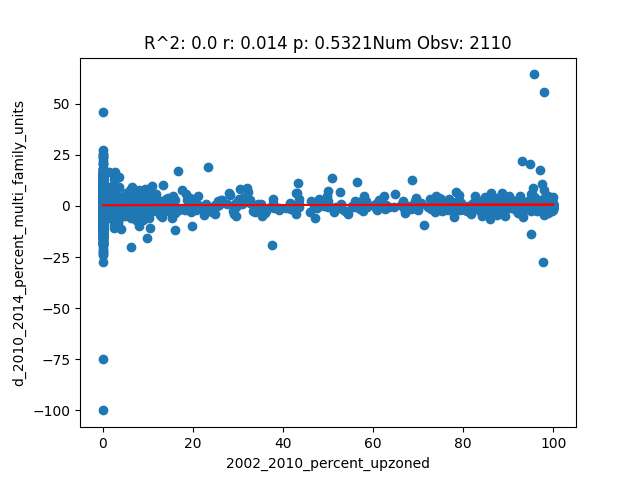 R^2: 0.0 r: 0.014 p: 0.5321Num Obsv: 2110
d_2010_2014_percent_multi_family_units
50
25
0
−25
−50
−75
−100
0 20 40 60 80 100
2002_2010_percent_upzoned